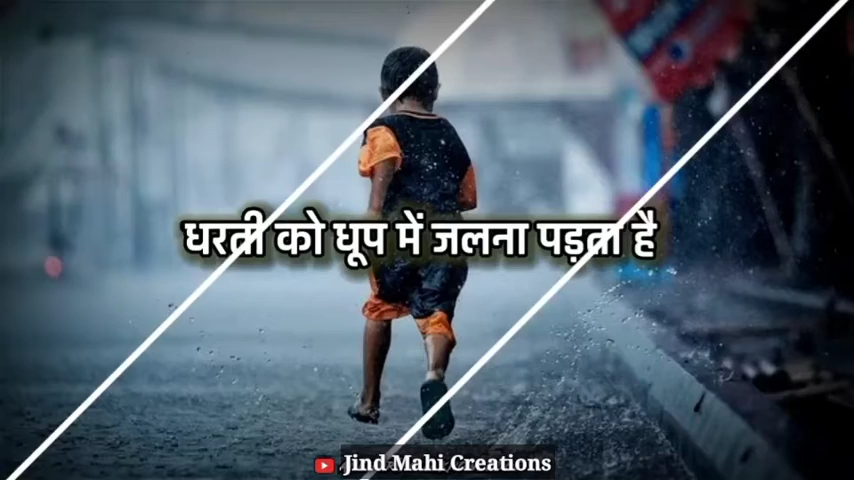 धरती को धूप में जलना पड़ता है
Jind Mahi Creations